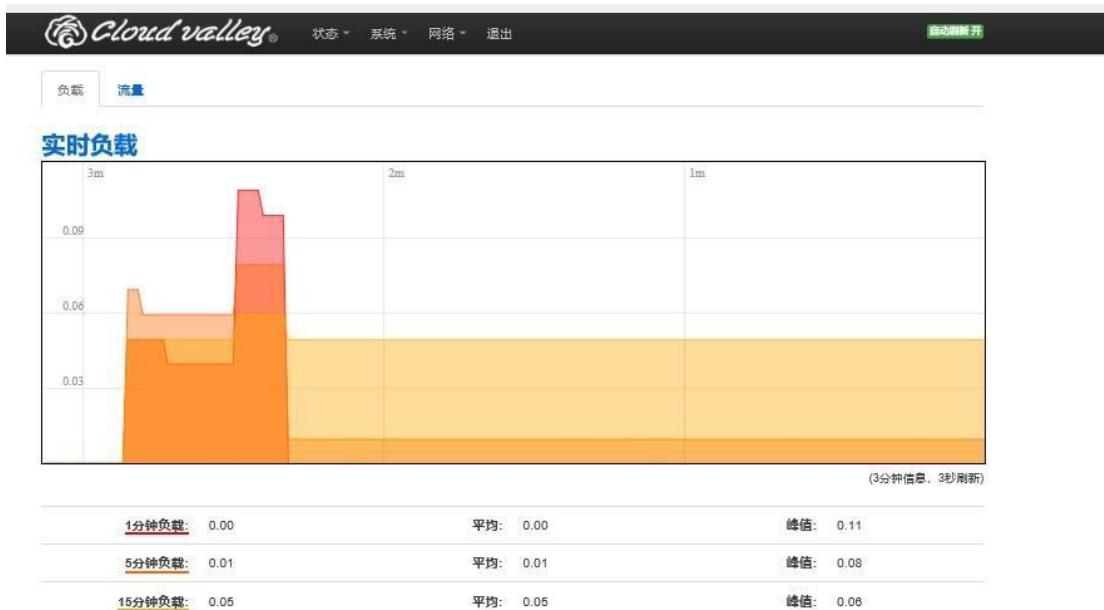 Cloud valley® 状态 系统 网络 退出 自动刷新 开
负载 流量
实时负载
3m 2m 1m
0.09
0.06
0.03
(3分钟信息, 3秒刷新)
1分钟负载: 0.00 平均: 0.00 峰值: 0.11
5分钟负载: 0.01 平均: 0.01 峰值: 0.08
15分钟负载: 0.05 平均: 0.05 峰值: 0.06